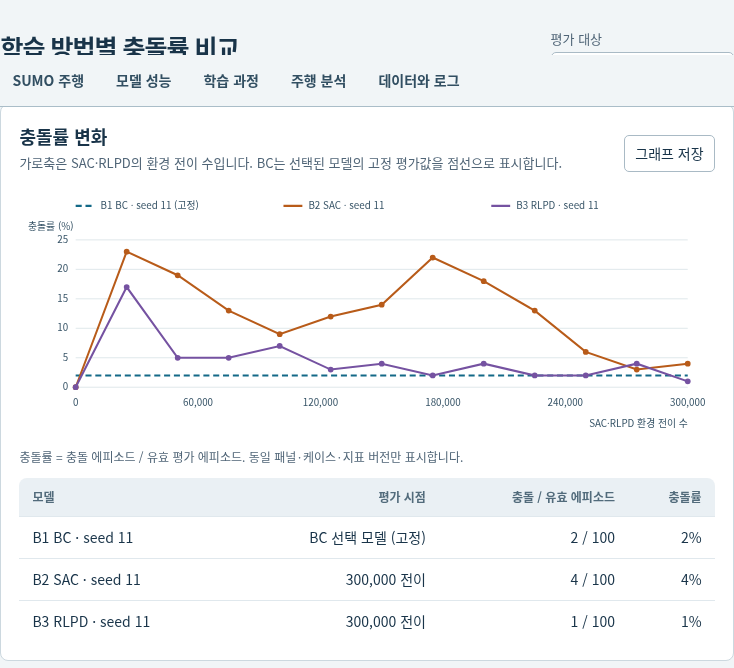 학습 방법별 충돌률 비교
평가 대상
SUMO 주행 모델 성능 학습 과정 주행 분석 데이터와 로그
충돌률 변화
가로축은 SAC·RLPD의 환경 전이 수입니다. BC는 선택된 모델의 고정 평가값을 점선으로 표시합니다.
그래프 저장
B1 BC · seed 11 (고정) B2 SAC · seed 11 B3 RLPD · seed 11
충돌률 (%)
25
20
15
10
5
0
0 60,000 120,000 180,000 240,000 300,000
SAC·RLPD 환경 전이 수
충돌률 = 충돌 에피소드 / 유효 평가 에피소드. 동일 패널·케이스·지표 버전만 표시합니다.
모델 평가 시점 충돌 / 유효 에피소드 충돌률
B1 BC · seed 11 BC 선택 모델 (고정) 2 / 100 2%
B2 SAC · seed 11 300,000 전이 4 / 100 4%
B3 RLPD · seed 11 300,000 전이 1 / 100 1%